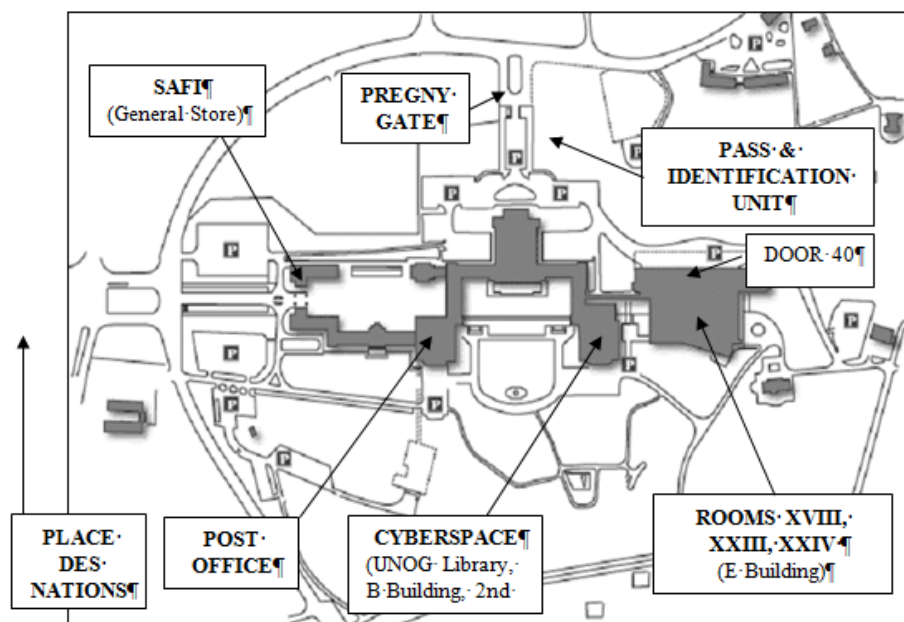 SAFI¶
(General·Store)¶
PREGNY·
GATE¶
PASS·&·
IDENTIFICATION·
UNIT¶
DOOR·40¶
PLACE·
DES·
NATIONS¶
POST·
OFFICE¶
CYBERSPACE¶
(UNOG·Library,·
B·Building,·2nd·
ROOMS·XVIII,·
XXIII,·XXIV¶
(E·Building)¶
P
P
P
P
P
P
P
P
P
P
P
P
P
P